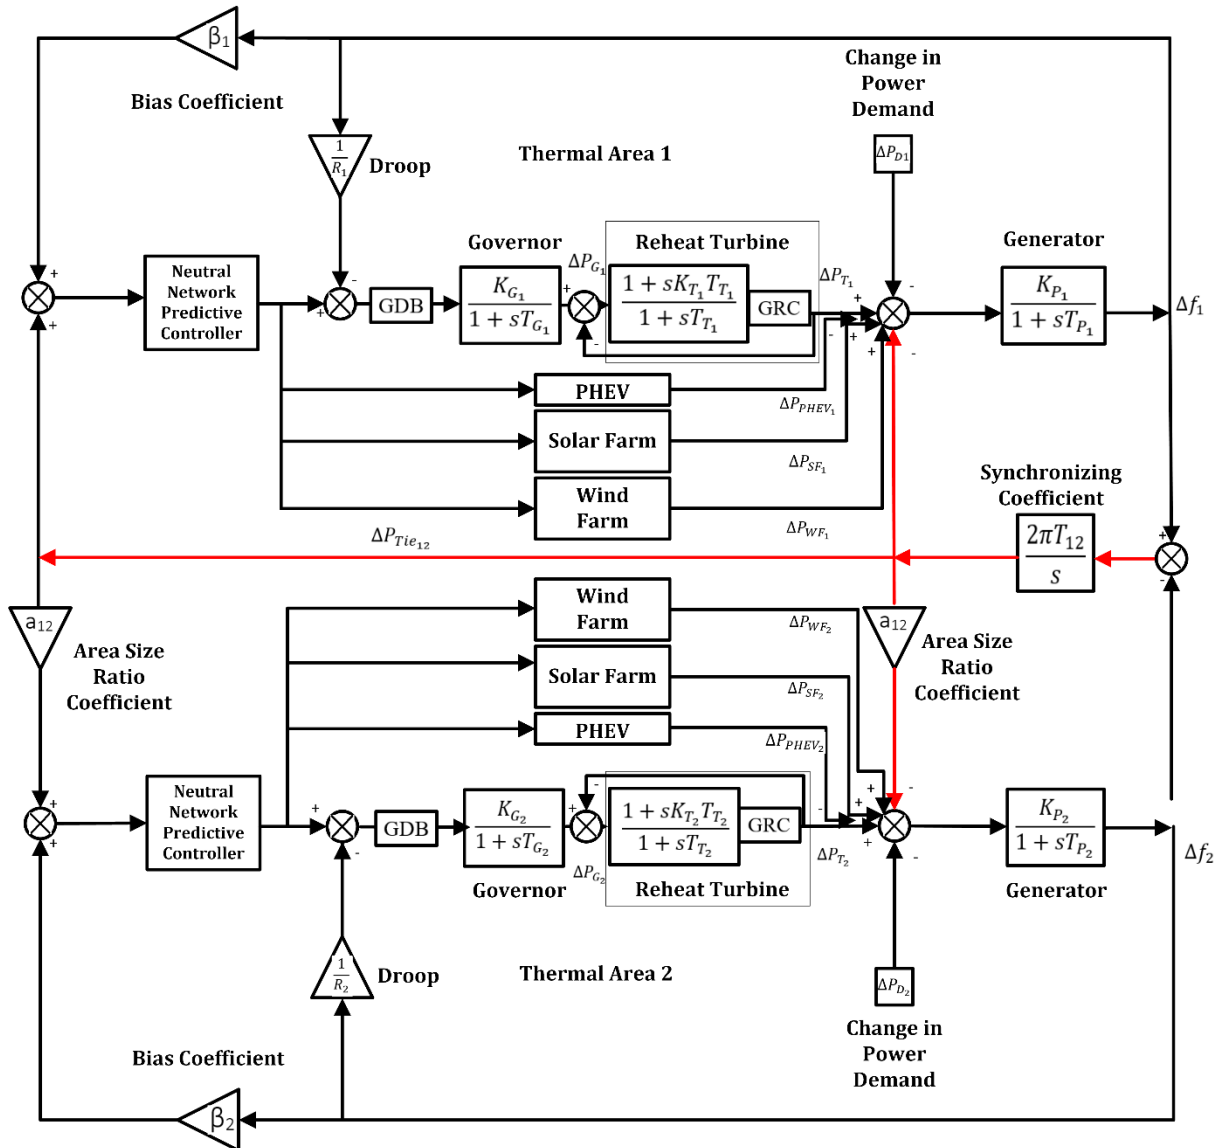 β1
Bias Coefficient
Change in
Power
Demand
1
R1
Droop
Thermal Area 1
ΔPD1
Neutral
Network
Predictive
Controller
+
+
+
-
GDB
Governor
KG1
1 + sTG1
ΔPG1
+
-
Reheat Turbine
1 + sKT1TT1
1 + sTT1
GRC
ΔPT1
+
-
+
+
+
-
-
Generator
KP1
1 + sTP1
Δf1
PHEV
ΔPPHEV1
Solar Farm
ΔPSF1
Wind
Farm
ΔPWF1
Synchronizing
Coefficient
2πT12
s
+
-
ΔPTie12
a12
Area Size
Ratio
Coefficient
Wind
Farm
ΔPWF2
Solar Farm
ΔPSF2
PHEV
ΔPPHEV2
a12
Area Size
Ratio
Coefficient
+
+
Neutral
Network
Predictive
Controller
+
-
GDB
KG2
1 + sTG2
Governor
+
-
ΔPG2
1 + sKT2TT2
1 + sTT2
GRC
Reheat Turbine
ΔPT2
-
+
+
+
+
-
-
KP2
1 + sTP2
Generator
Δf2
1
R2
Droop
Thermal Area 2
ΔPD2
Change in
Power
Demand
Bias Coefficient
β2